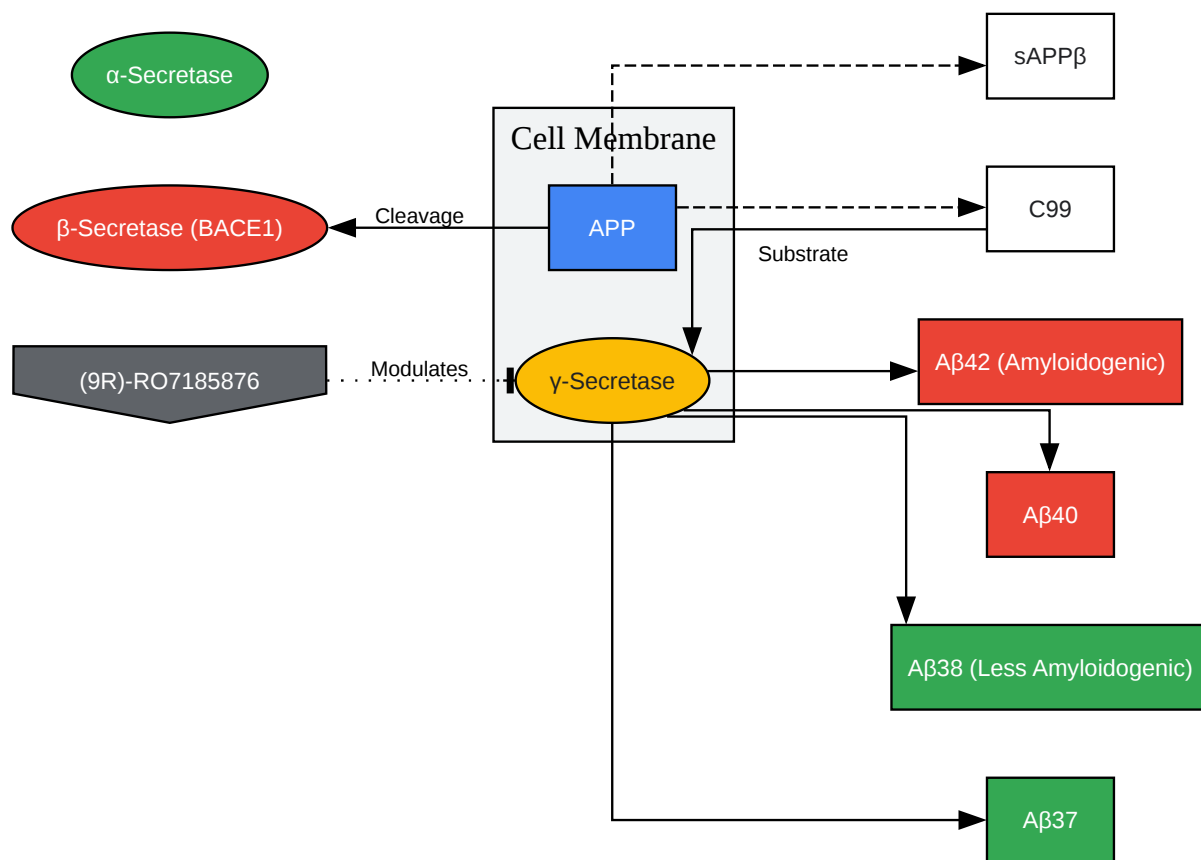 α-Secretase
sAPPβ
Cell Membrane
β-Secretase (BACE1)
Cleavage
APP
C99
Substrate
(9R)-RO7185876
Modulates
γ-Secretase
Aβ42 (Amyloidogenic)
Aβ40
Aβ38 (Less Amyloidogenic)
Aβ37